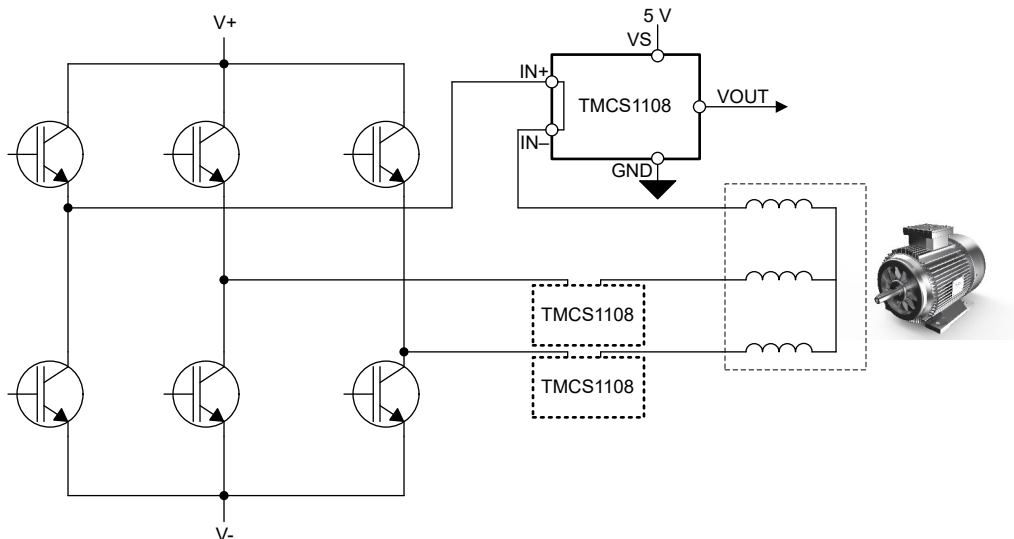 V+
5 V
VS
IN+
TMCS1108
VOUT
IN–
GND
TMCS1108
TMCS1108
V-